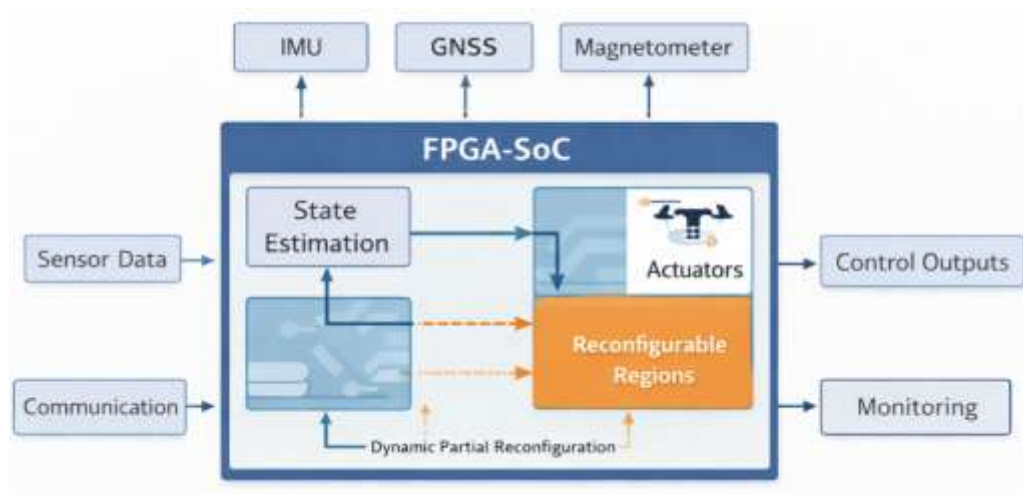 IMU
GNSS
Magnetometer
FPGA-SoC
State
Estimation
Actuators
Sensor Data
Control Outputs
Reconfigurable
Regions
Communication
Monitoring
Dynamic Partial Reconfiguration